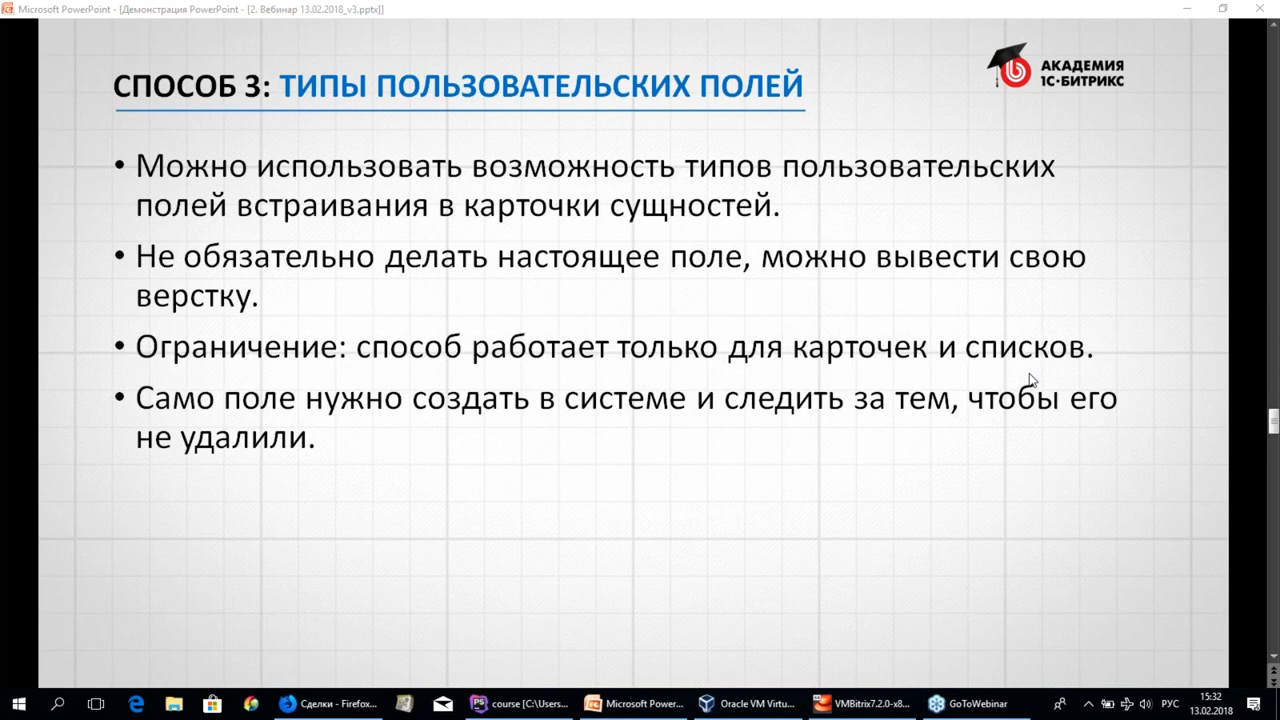 Microsoft PowerPoint - [Демонстрация PowerPoint - [2. Вебинар 13.02.2018_v3.pptx]]
СПОСОБ 3: ТИПЫ ПОЛЬЗОВАТЕЛЬСКИХ ПОЛЕЙ
АКАДЕМИЯ
1С-БИТРИКС
• Можно использовать возможность типов пользовательских
полей встраивания в карточки сущностей.
• Не обязательно делать настоящее поле, можно вывести свою
верстку.
• Ограничение: способ работает только для карточек и списков.
• Само поле нужно создать в системе и следить за тем, чтобы его
не удалили.
Сделки - Firefox...
course [C:\Users...
Microsoft Power...
Oracle VM Virtu...
VMBitrix7.2.0-x8...
GoToWebinar
РУС
15:32
13.02.2018